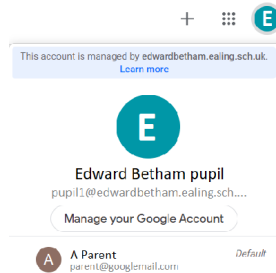 E
This account is managed by edwardbetham.ealing.sch.uk.
Learn more
E
Edward Betham pupil
pupil1@edwardbetham.ealing.sch....
Manage your Google Account
A
A Parent
Default
parent@googlemail.com